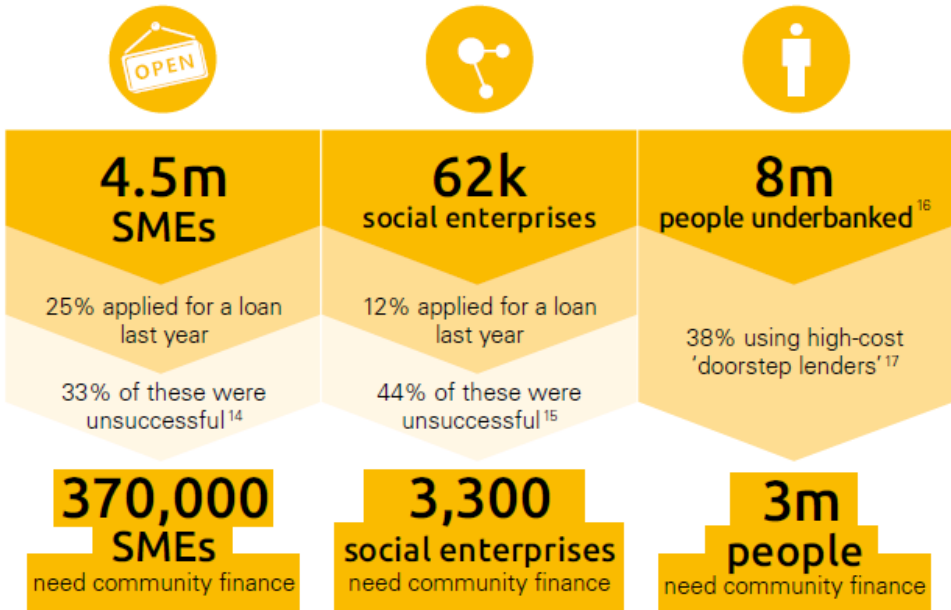 OPEN
4.5m
SMEs
25% applied for a loan
last year
33% of these were
unsuccessful 14
370,000
SMEs
need community finance
62k
social enterprises
12% applied for a loan
last year
44% of these were
unsuccessful 15
3,300
social enterprises
need community finance
8m
people underbanked 16
38% using high-cost
‘doorstep lenders’ 17
3m
people
need community finance